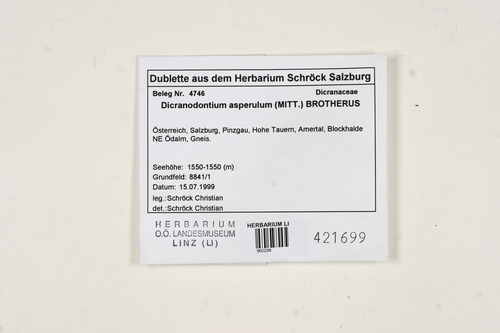 Dublette aus dem Herbarium Schröck Salzburg
Beleg Nr. 4746 Dicranaceae
Dicranodontium asperulum (MITT.) BROTHERUS
Österreich, Salzburg, Pinzgau, Hohe Tauern, Amertal, Blockhalde
NE Ödalm, Gneis.
Seehöhe: 1550-1550 (m)
Grundfeld: 8841/1
Datum: 15.07.1999
leg.:Schröck Christian
det.:Schröck Christian
HERBARIUM
O.Ö. LANDESMUSEUM
LINZ (LI)
HERBARIUM LI
421699